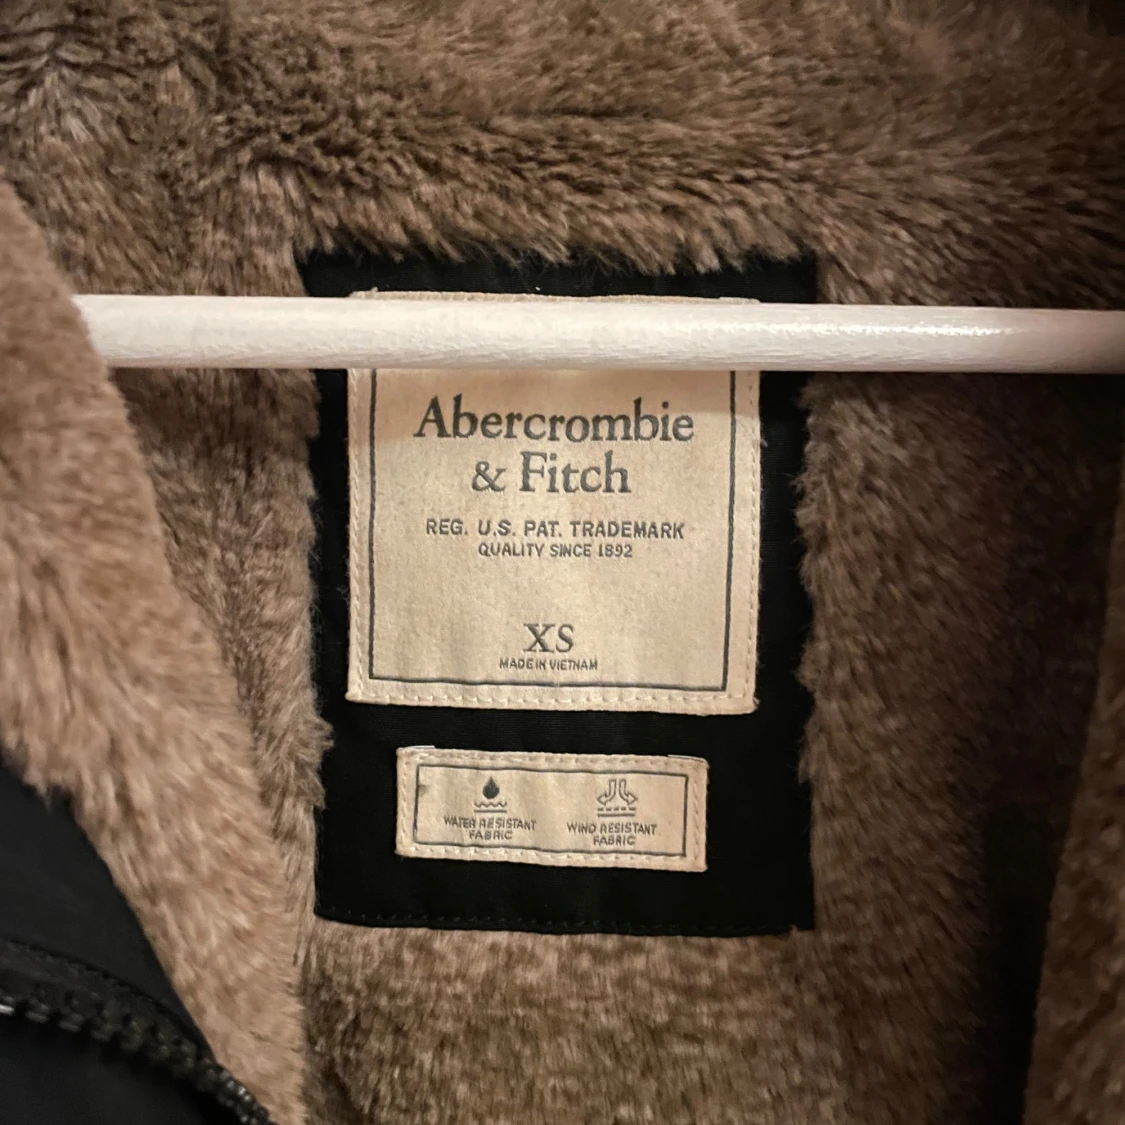 Abercrombie
& Fitch
REG. U.S. PAT. TRADEMARK
QUALITY SINCE 1892
XS
MADE IN VIETNAM
WATER RESISTANT
FABRIC
WIND RESISTANT
FABRIC